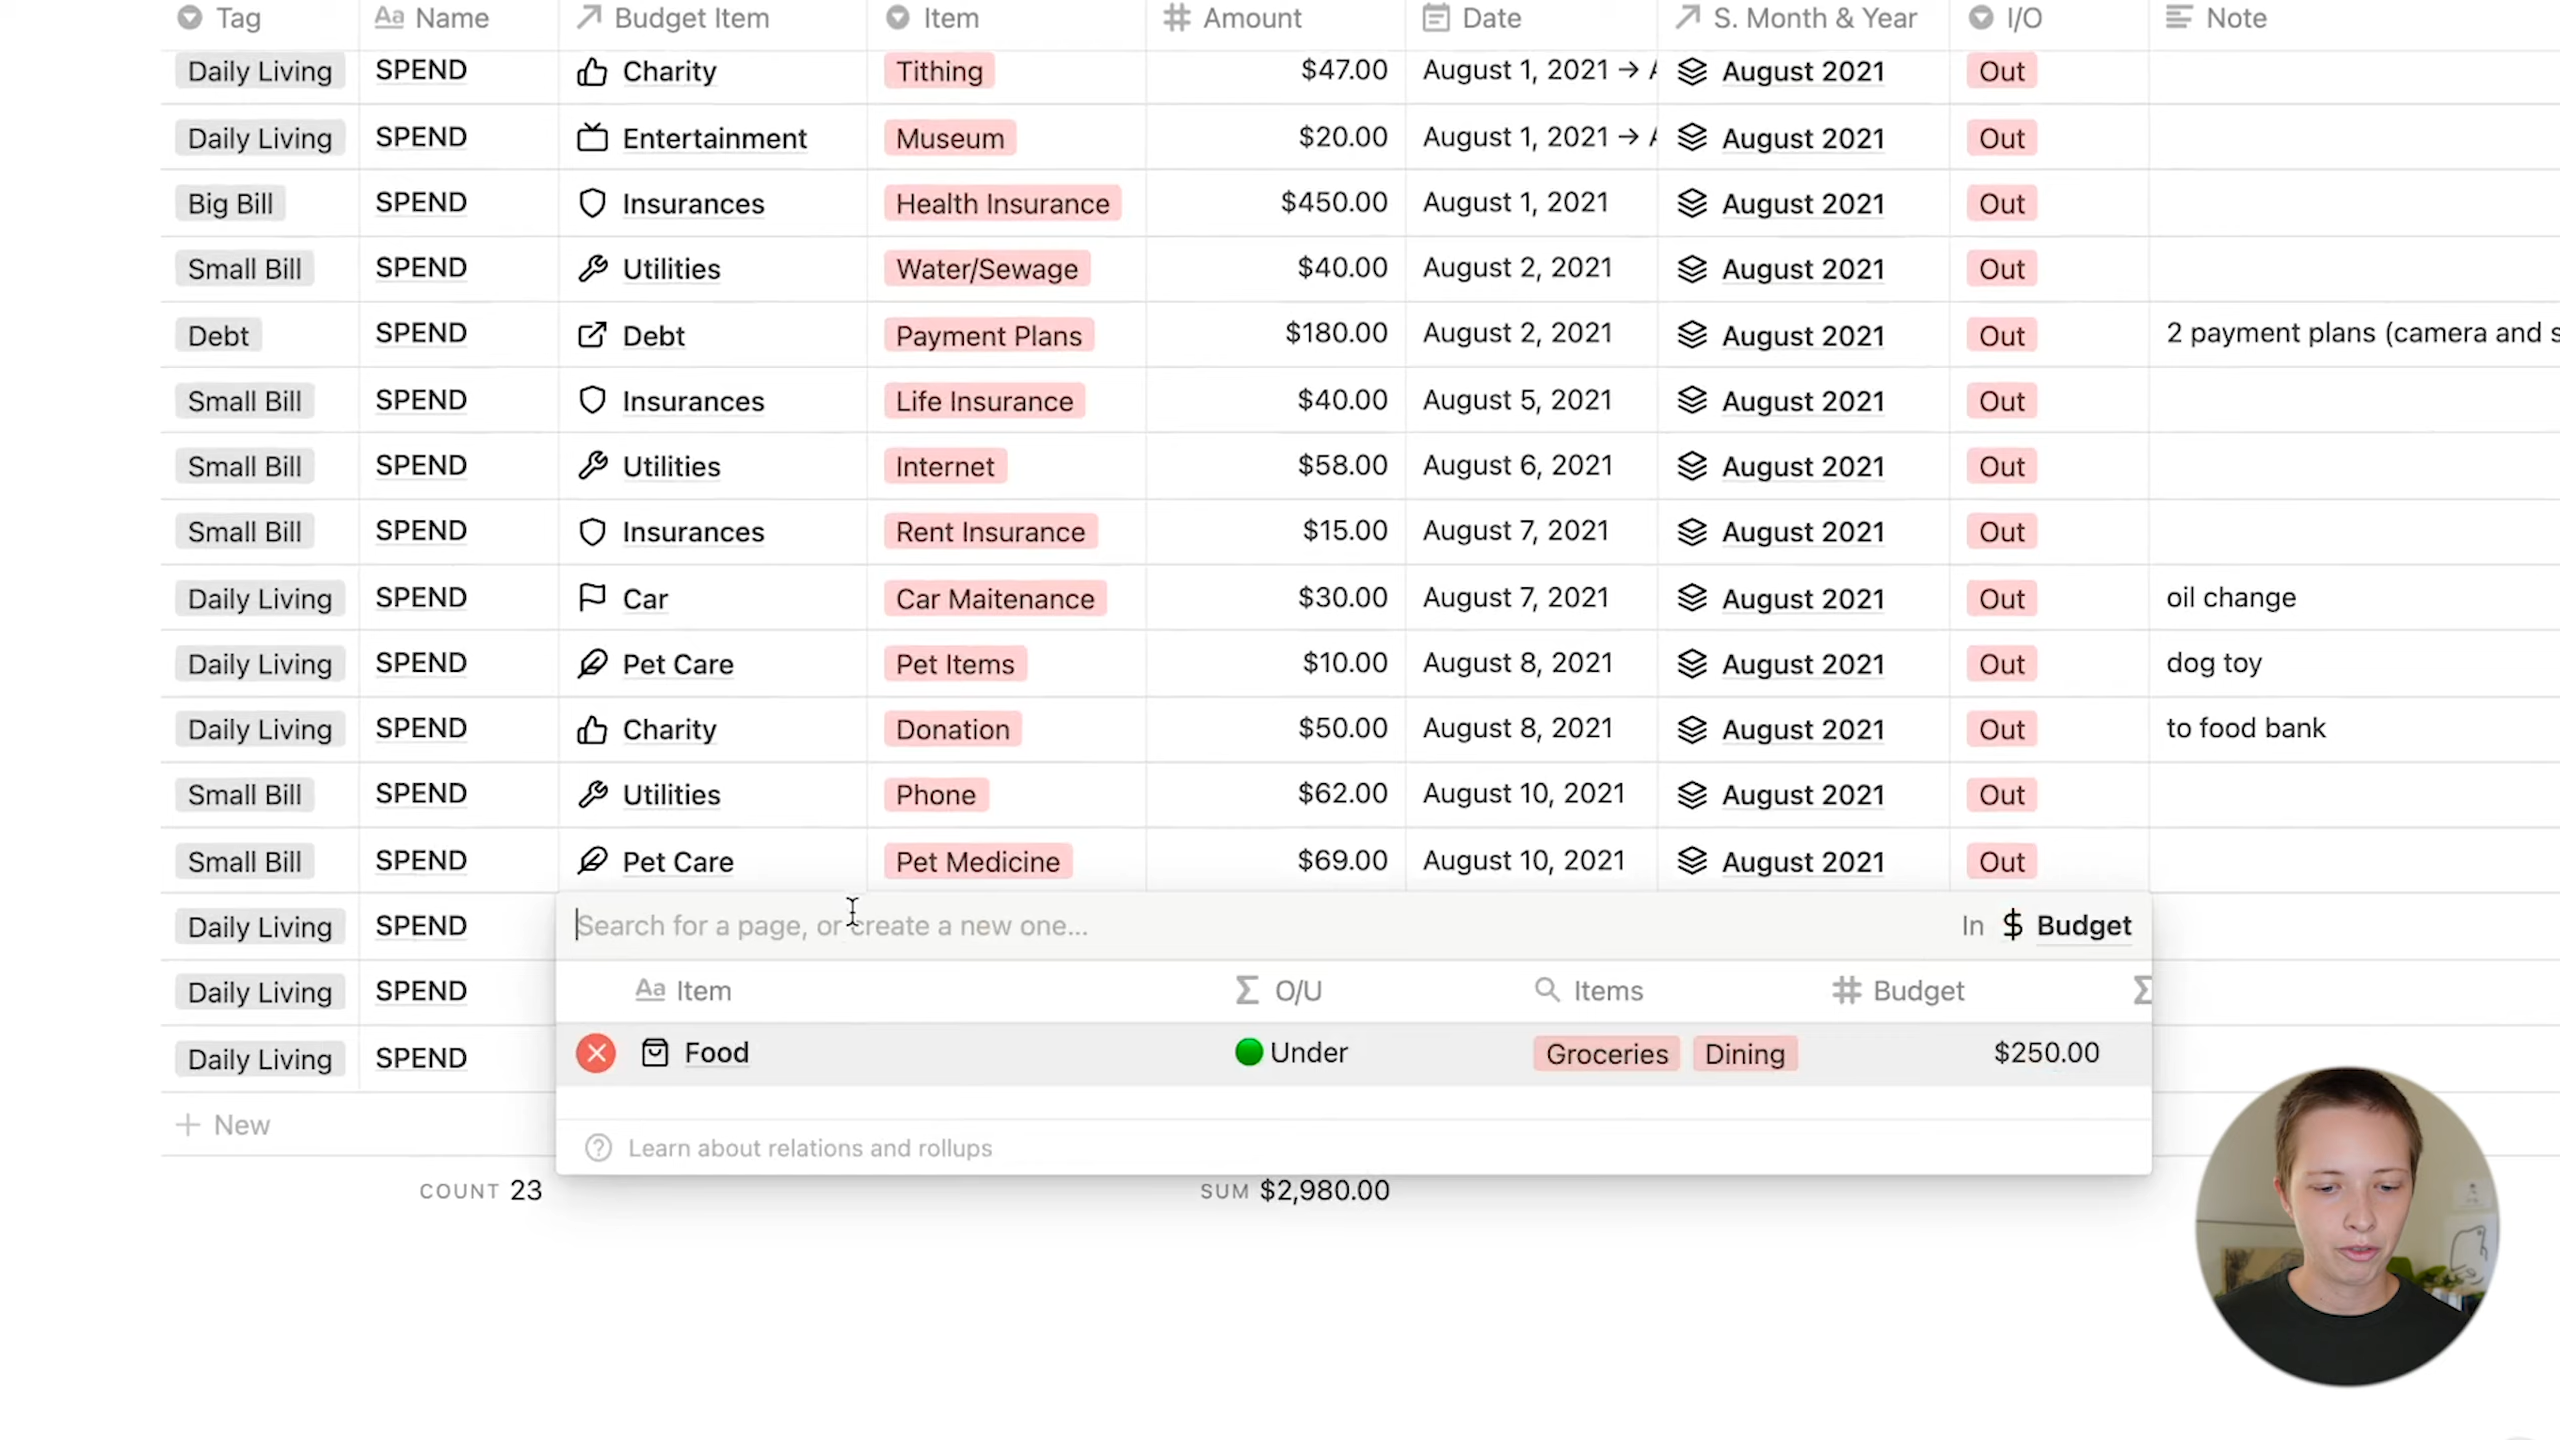 Tag Name Budget Item Item Amount Date S. Month & Year I/O Note
Daily Living SPEND Charity Tithing $47.00 August 1, 2021 → August 2021 Out
Daily Living SPEND Entertainment Museum $20.00 August 1, 2021 → August 2021 Out
Big Bill SPEND Insurances Health Insurance $450.00 August 1, 2021 August 2021 Out
Small Bill SPEND Utilities Water/Sewage $40.00 August 2, 2021 August 2021 Out
Debt SPEND Debt Payment Plans $180.00 August 2, 2021 August 2021 Out 2 payment plans (camera and s
Small Bill SPEND Insurances Life Insurance $40.00 August 5, 2021 August 2021 Out
Small Bill SPEND Utilities Internet $58.00 August 6, 2021 August 2021 Out
Small Bill SPEND Insurances Rent Insurance $15.00 August 7, 2021 August 2021 Out
Daily Living SPEND Car Car Maitenance $30.00 August 7, 2021 August 2021 Out oil change
Daily Living SPEND Pet Care Pet Items $10.00 August 8, 2021 August 2021 Out dog toy
Daily Living SPEND Charity Donation $50.00 August 8, 2021 August 2021 Out to food bank
Small Bill SPEND Utilities Phone $62.00 August 10, 2021 August 2021 Out
Small Bill SPEND Pet Care Pet Medicine $69.00 August 10, 2021 August 2021 Out
Daily Living SPEND Search for a page, or create a new one... In $ Budget
Daily Living SPEND Aa Item Σ O/U Items # Budget Σ
Daily Living SPEND Food Under Groceries Dining $250.00
+ New Learn about relations and rollups
COUNT 23 SUM $2,980.00